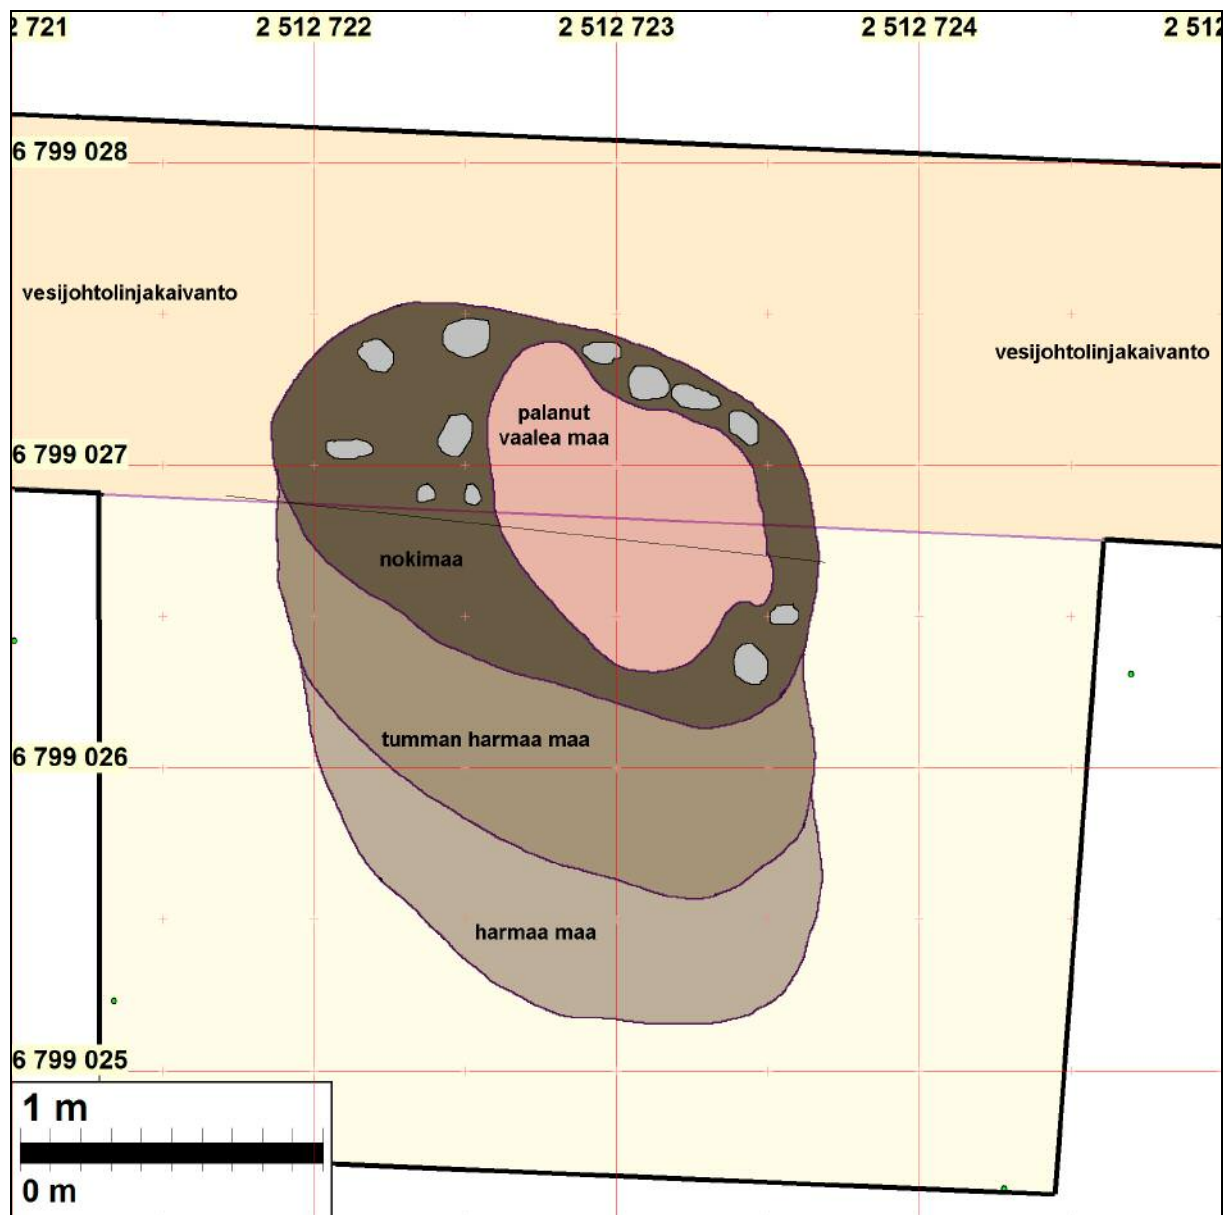 2 721
2 512 722
2 512 723
2 512 724
2 512
6 799 028
vesijohtolinjakaivanto
vesijohtolinjakaivanto
palanut
vaalea maa
6 799 027
nokimaa
tumman harmaa maa
6 799 026
harmaa maa
6 799 025
1 m
0 m